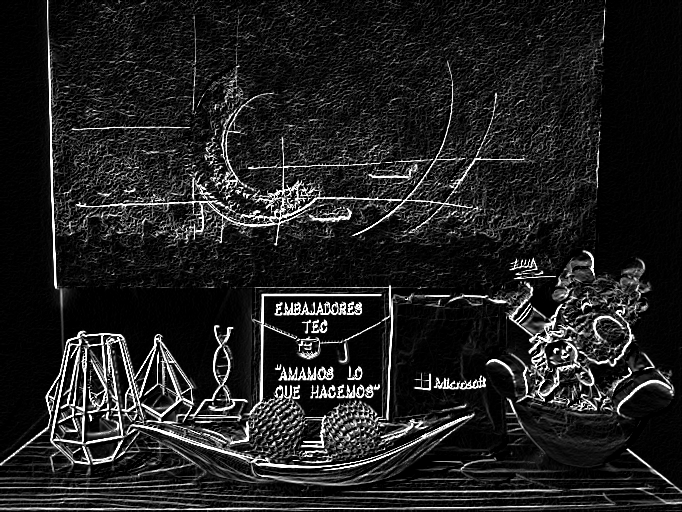 EMBAJADORES
TEC
"AMAMOS LO
QUE HACEMOS"
Microsoft